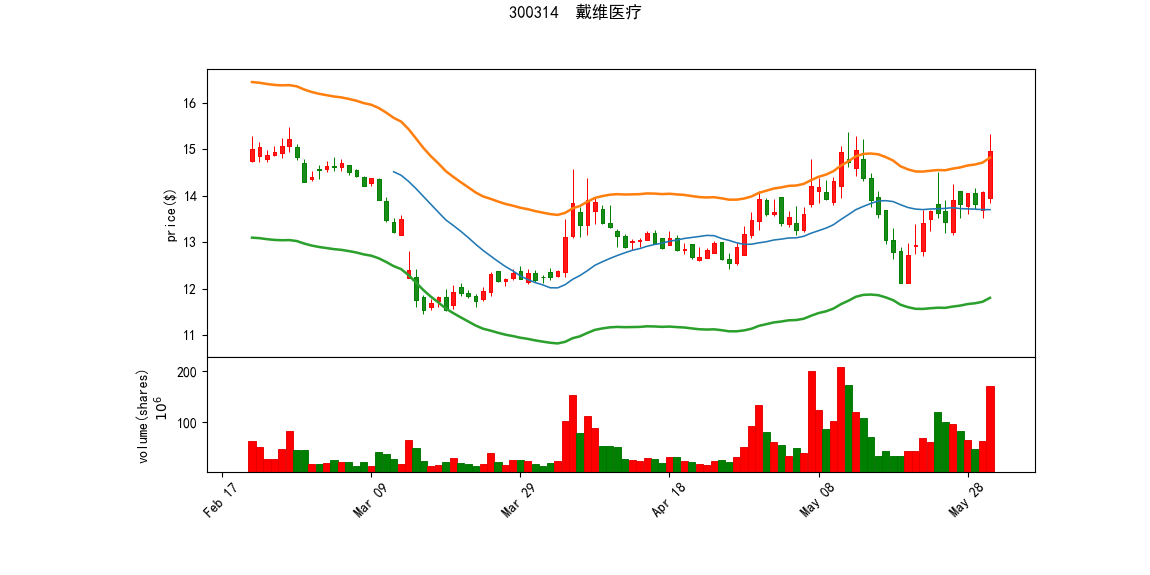 300314 戴维医疗
price($)
16
15
14
13
12
11
volume(shares)
10^6
200
100
Feb 17
Mar 09
Mar 29
Apr 18
May 08
May 28